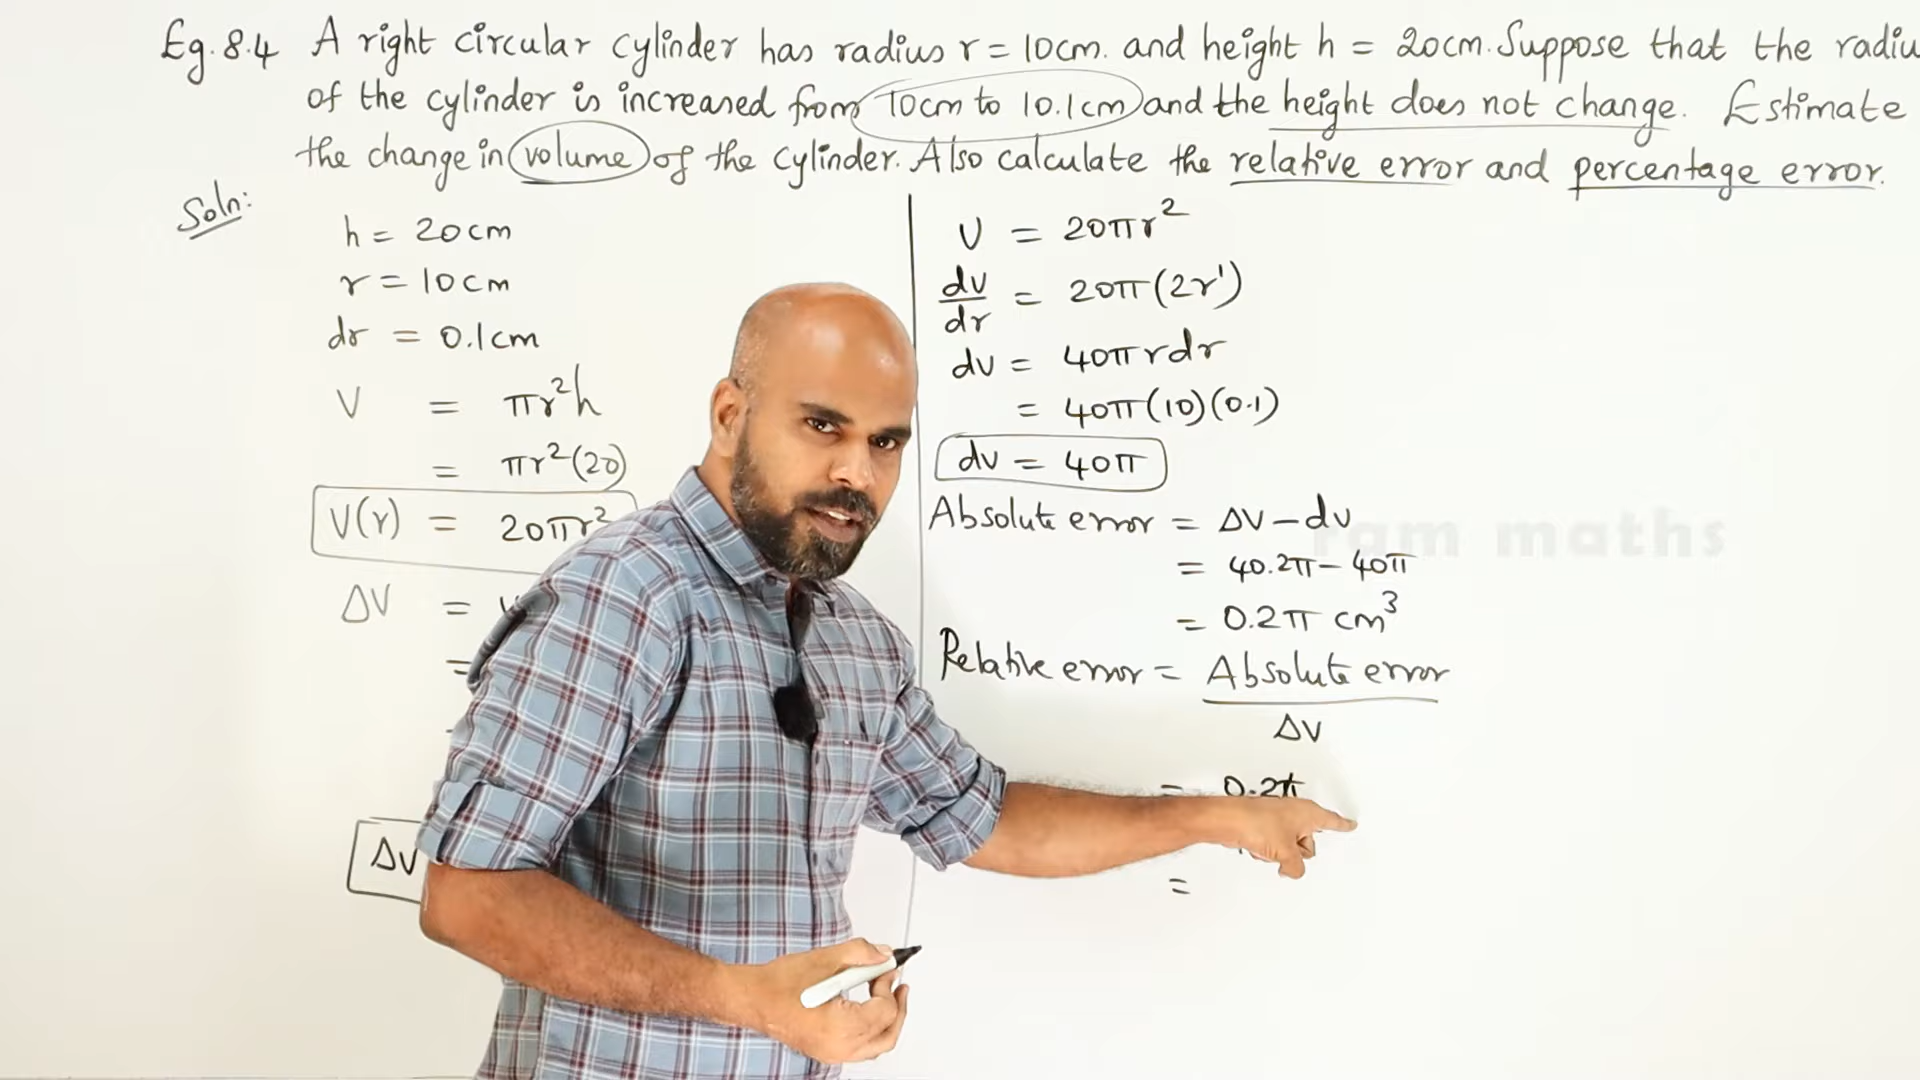 Eg. 8.4 A right circular cylinder has radius r = 10cm. and height h = 20cm. Suppose that the radiu
of the cylinder is increased from 10cm to 10.1cm and the height does not change. Estimate
the change in volume of the cylinder. Also calculate the relative error and percentage error.
Soln:
h = 20cm
r = 10cm
dr = 0.1cm
V = πr²h
= πr²(20)
V(r) = 20πr²
ΔV =
=
ΔV
V = 20πr²
dv/dr = 20π(2r')
dv = 40πrdr
= 40π(10)(0.1)
dv = 40π
Absolute error = ΔV - dv
= 40.2π - 40π
= 0.2π cm³
Relative error = Absolute error
ΔV
= 0.2π
=
ram maths